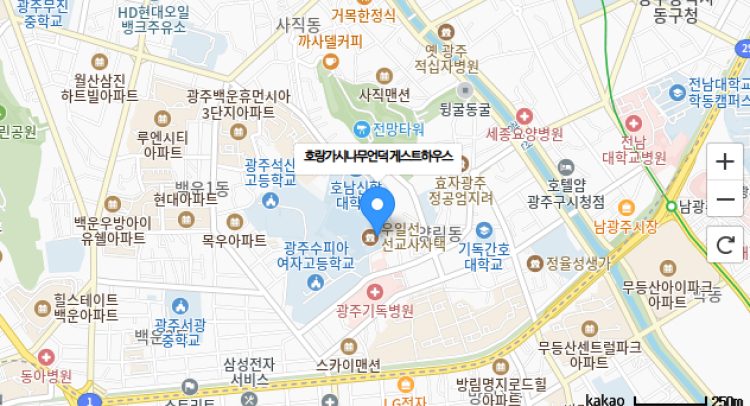 광주무진
중학교
HD현대오일
뱅크주유소
사직동
거목한정식
까사델커피
옛 광주
적십자병원
동구청
월산삼진
하트빌아파트
광주백운휴먼시아
3단지아파트
사직맨션
뒹굴동굴
전남대학교
학동캠퍼스
린공원
루엔시티
아파트
전망타워
세종요양병원
전남
대학교병원
호랑가시나무언덕 게스트하우스
광주석신
고등학교
호남신학
대학
효자광주
정공엄지려
호텔얌
광주구시청점
백운1동
현대아파트
백운우방아이
유쉘아파트
목우아파트
우일선
선교사사택
양림동
남광주시장
남광주
광주수피아
여자고등학교
기독간호
대학교
정율성생가
무등산아이파크
아파트
힐스테이트
백운아파트
광주기독병원
광주서광
중학교
무등산센트럴파크
아파트
동아병원
삼성전자
서비스
스카이맨션
방림명지로드힐
아파트
스트리트
LG전자
1
kakao
250m